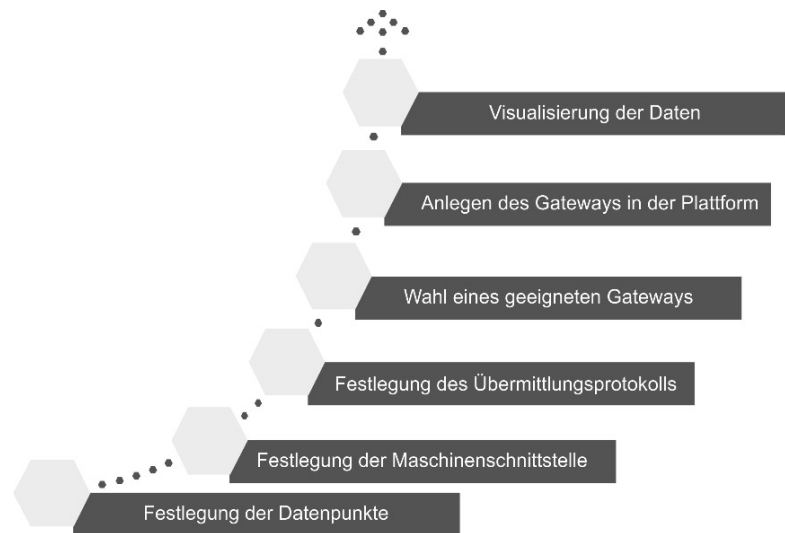 Visualisierung der Daten
Anlegen des Gateways in der Plattform
Wahl eines geeigneten Gateways
Festlegung des Übermittlungsprotokolls
Festlegung der Maschinenschnittstelle
Festlegung der Datenpunkte